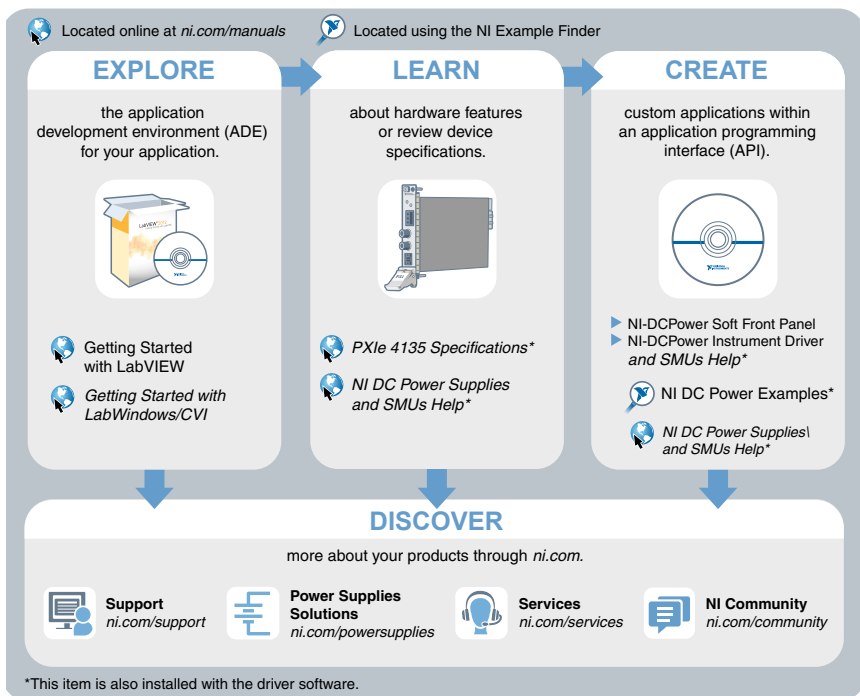 Located online at ni.com/manuals
Located using the NI Example Finder
EXPLORE
the application
development environment (ADE)
for your application.
LabVIEW
Getting Started
with LabVIEW
Getting Started with
LabWindows/CVI
LEARN
about hardware features
or review device
specifications.
PXIe 4135 Specifications*
NI DC Power Supplies
and SMUs Help*
CREATE
custom applications within
an application programming
interface (API).
NI-DCPower Soft Front Panel
NI-DCPower Instrument Driver
and SMUs Help*
NI DC Power Examples*
NI DC Power Supplies\
and SMUs Help*
DISCOVER
more about your products through ni.com.
Support
ni.com/support
Power Supplies
Solutions
ni.com/powersupplies
Services
ni.com/services
NI Community
ni.com/community
*This item is also installed with the driver software.